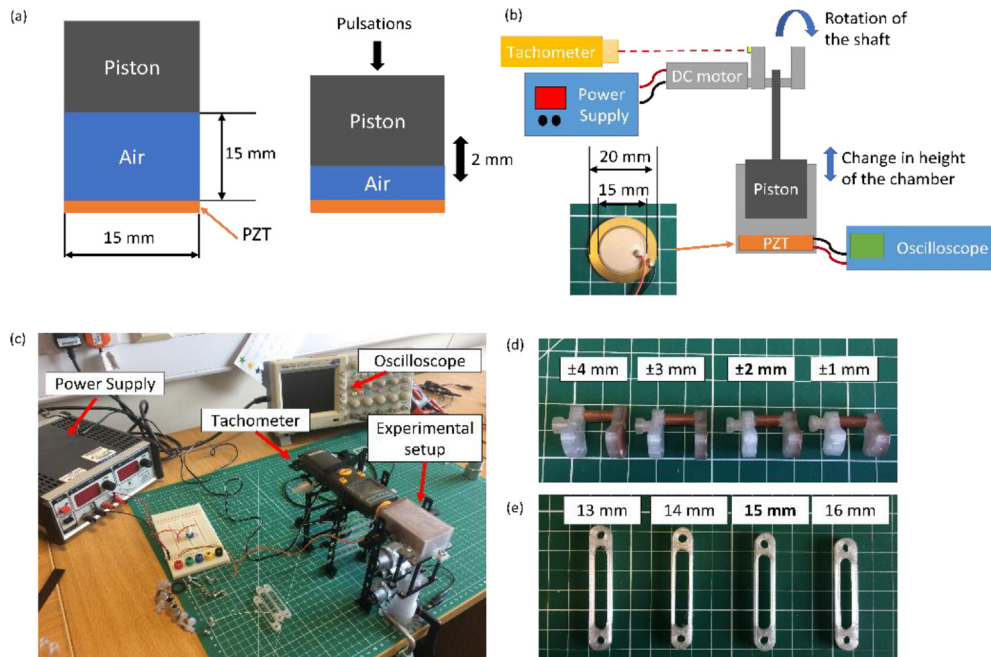 (a)
Piston
Air
15 mm
15 mm
PZT
Pulsations
Piston
Air
2 mm
(b)
Rotation of
the shaft
Tachometer
DC motor
Power
Supply
20 mm
15 mm
Piston
Change in height
of the chamber
PZT
Oscilloscope
(c)
Power Supply
Oscilloscope
Tachometer
Experimental
setup
(d)
±4 mm
±3 mm
±2 mm
±1 mm
(e)
13 mm
14 mm
15 mm
16 mm